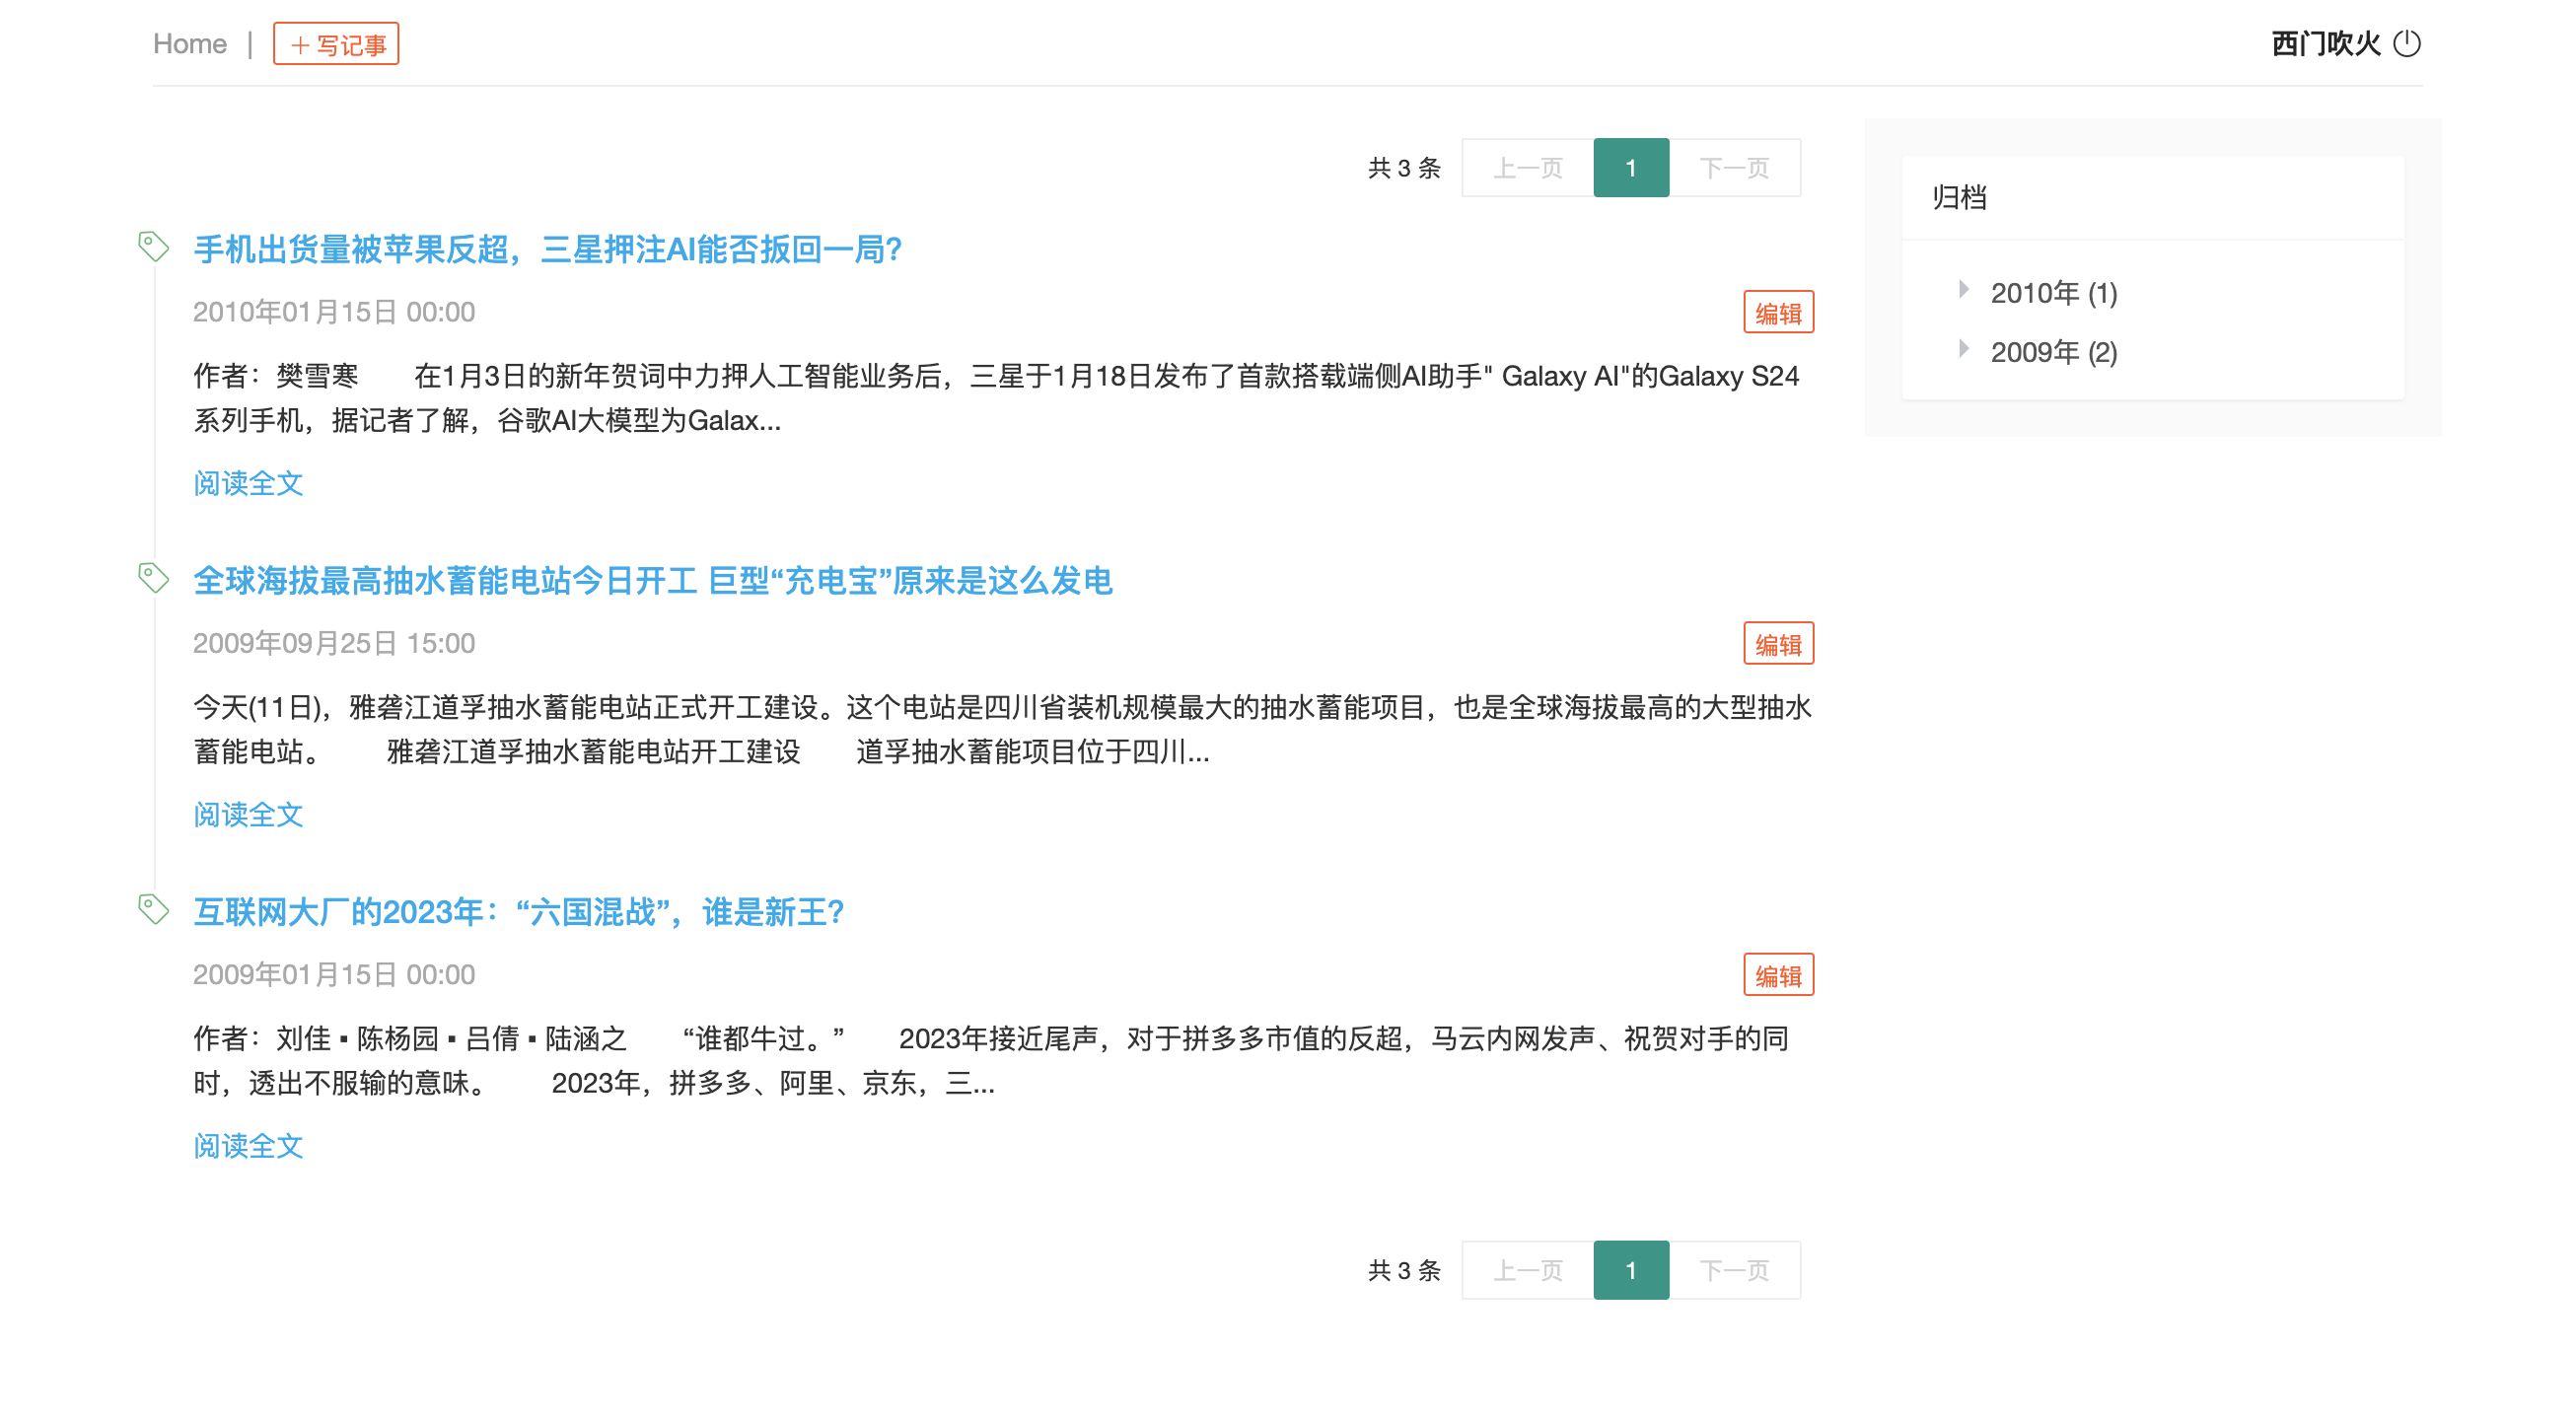 Home | + 写记事 西门吹火
共 3 条 上一页 1 下一页
手机出货量被苹果反超，三星押注AI能否扳回一局？
2010年01月15日 00:00 编辑
作者：樊雪寒　　在1月3日的新年贺词中力押人工智能业务后，三星于1月18日发布了首款搭载端侧AI助手" Galaxy AI"的Galaxy S24
系列手机，据记者了解，谷歌AI大模型为Galax...
阅读全文
全球海拔最高抽水蓄能电站今日开工 巨型“充电宝”原来是这么发电
2009年09月25日 15:00 编辑
今天(11日)，雅砻江道孚抽水蓄能电站正式开工建设。这个电站是四川省装机规模最大的抽水蓄能项目，也是全球海拔最高的大型抽水
蓄能电站。　　雅砻江道孚抽水蓄能电站开工建设　　道孚抽水蓄能项目位于四川...
阅读全文
互联网大厂的2023年：“六国混战”，谁是新王？
2009年01月15日 00:00 编辑
作者：刘佳 ▪ 陈杨园 ▪ 吕倩 ▪ 陆涵之　　“谁都牛过。”　　2023年接近尾声，对于拼多多市值的反超，马云内网发声、祝贺对手的同
时，透出不服输的意味。　　2023年，拼多多、阿里、京东，三...
阅读全文
共 3 条 上一页 1 下一页
归档
2010年 (1)
2009年 (2)